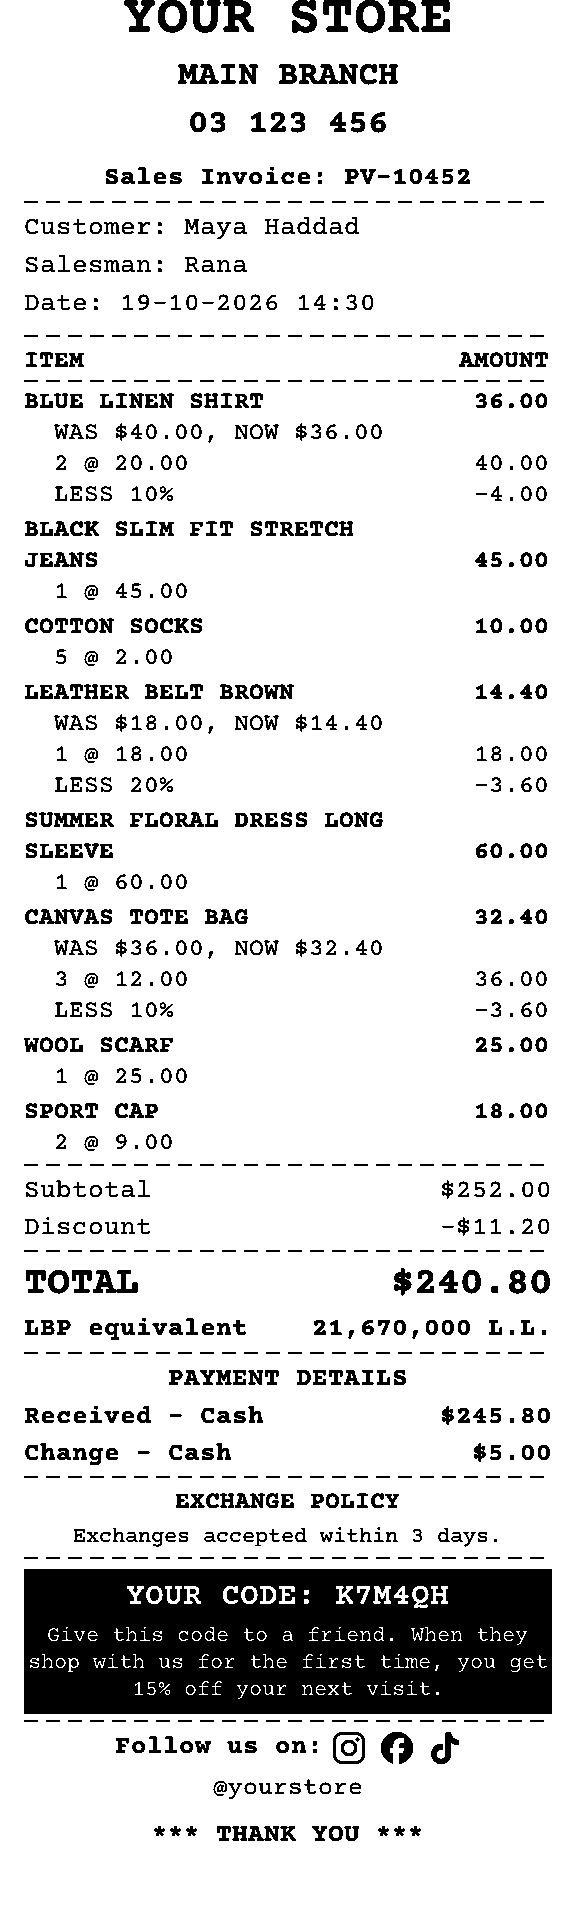 YOUR STORE
MAIN BRANCH
03 123 456
Sales Invoice: PV-10452
Customer: Maya Haddad
Salesman: Rana
Date: 19-10-2026 14:30
ITEM AMOUNT
BLUE LINEN SHIRT 36.00
WAS $40.00, NOW $36.00
2 @ 20.00 40.00
LESS 10% -4.00
BLACK SLIM FIT STRETCH
JEANS 45.00
1 @ 45.00
COTTON SOCKS 10.00
5 @ 2.00
LEATHER BELT BROWN 14.40
WAS $18.00, NOW $14.40
1 @ 18.00 18.00
LESS 20% -3.60
SUMMER FLORAL DRESS LONG
SLEEVE 60.00
1 @ 60.00
CANVAS TOTE BAG 32.40
WAS $36.00, NOW $32.40
3 @ 12.00 36.00
LESS 10% -3.60
WOOL SCARF 25.00
1 @ 25.00
SPORT CAP 18.00
2 @ 9.00
Subtotal $252.00
Discount -$11.20
TOTAL $240.80
LBP equivalent 21,670,000 L.L.
PAYMENT DETAILS
Received - Cash $245.80
Change - Cash $5.00
EXCHANGE POLICY
Exchanges accepted within 3 days.
YOUR CODE: K7M4QH
Give this code to a friend. When they
shop with us for the first time, you get
15% off your next visit.
Follow us on:
@yourstore
*** THANK YOU ***